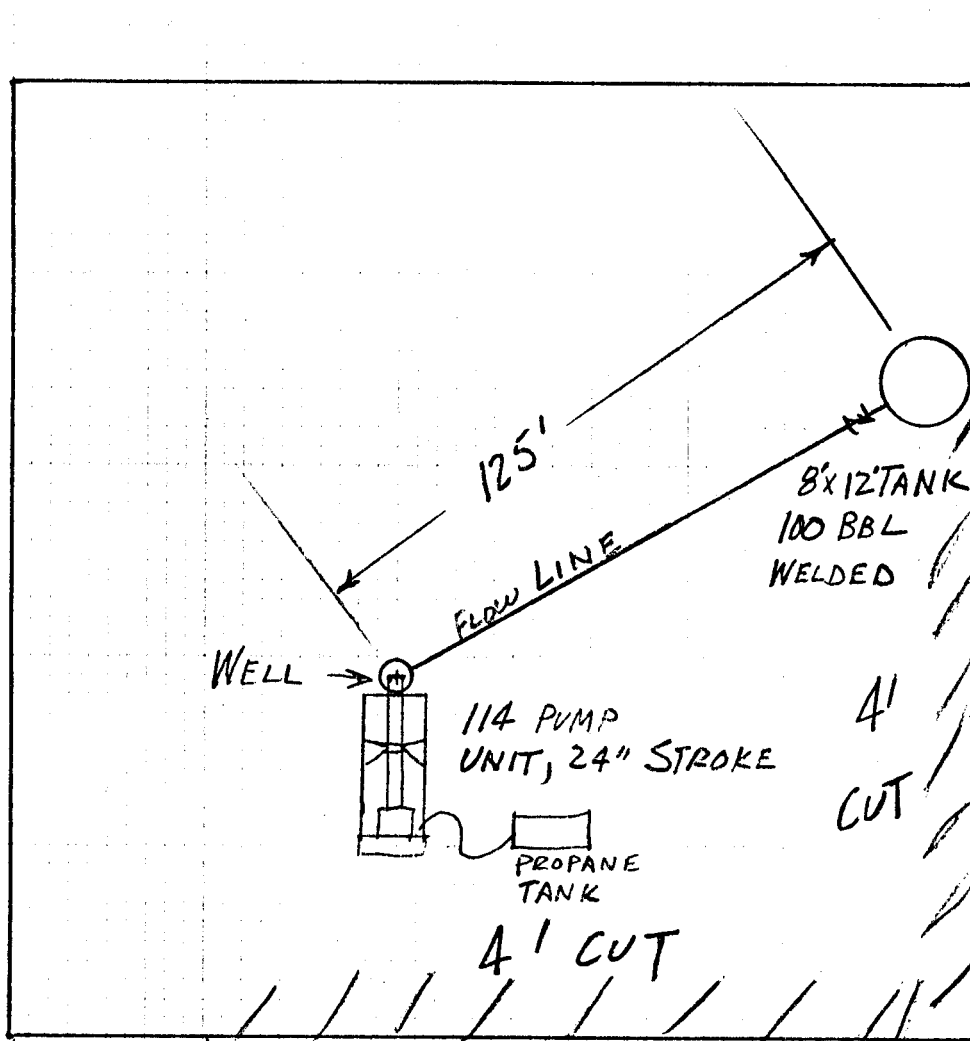 125'
8'x12'TANK
100 BBL
WELDED
FLOW LINE
WELL
114 PUMP
UNIT, 24" STROKE
4'
CUT
PROPANE
TANK
4' CUT